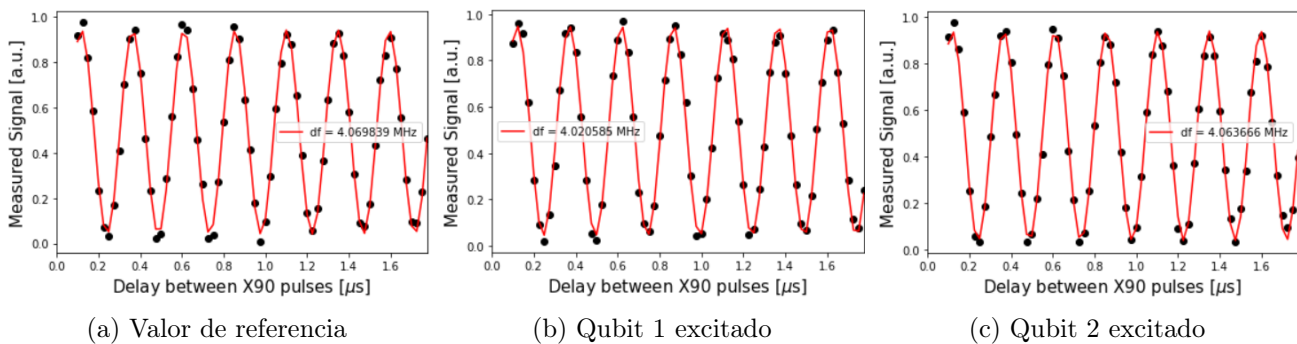 Measured Signal [a.u.]
1.0
0.8
0.6
0.4
0.2
0.0
df = 4.069839 MHz
0.0 0.2 0.4 0.6 0.8 1.0 1.2 1.4 1.6
Delay between X90 pulses [μs]
(a) Valor de referencia
Measured Signal [a.u.]
1.0
0.8
0.6
0.4
0.2
0.0
df = 4.020585 MHz
0.0 0.2 0.4 0.6 0.8 1.0 1.2 1.4 1.6
Delay between X90 pulses [μs]
(b) Qubit 1 excitado
Measured Signal [a.u.]
1.0
0.8
0.6
0.4
0.2
0.0
df = 4.063666 MHz
0.0 0.2 0.4 0.6 0.8 1.0 1.2 1.4 1.6
Delay between X90 pulses [μs]
(c) Qubit 2 excitado